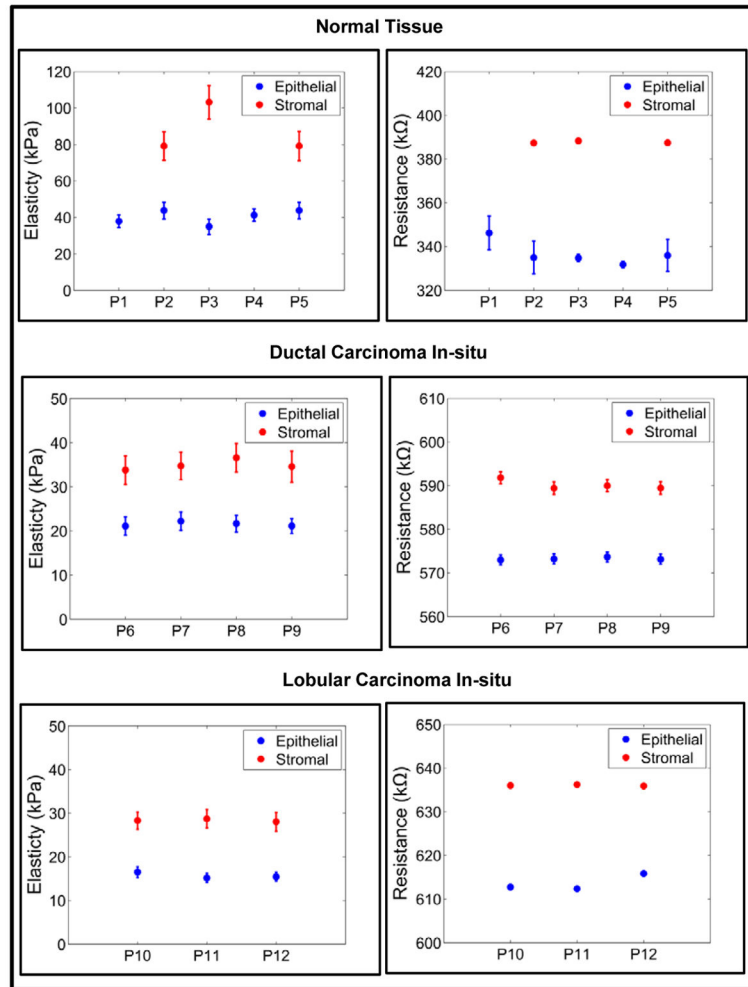 Normal Tissue
Elasticty (kPa)
120
100
80
60
40
20
0
P1 P2 P3 P4 P5
Epithelial
Stromal
Resistance (kΩ)
420
400
380
360
340
320
P1 P2 P3 P4 P5
Epithelial
Stromal
Ductal Carcinoma In-situ
Elasticty (kPa)
50
40
30
20
10
0
P6 P7 P8 P9
Epithelial
Stromal
Resistance (kΩ)
610
600
590
580
570
560
P6 P7 P8 P9
Epithelial
Stromal
Lobular Carcinoma In-situ
Elasticty (kPa)
50
40
30
20
10
0
P10 P11 P12
Epithelial
Stromal
Resistance (kΩ)
650
640
630
620
610
600
P10 P11 P12
Epithelial
Stromal